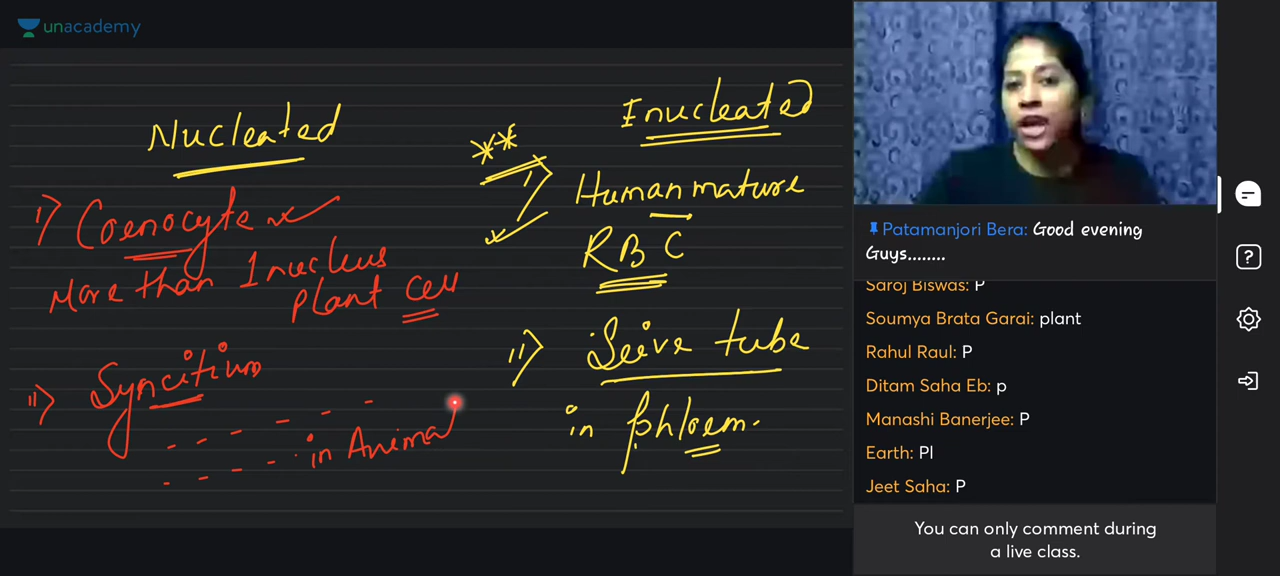 unacademy
Nucleated
i) Coenocyte
More than 1 nucleus
plant cell
ii) Syncitium
in Animal
**
Inucleated
i) Human mature
RBC
ii) Seive tube
in phloem.
Patamanjori Bera: Good evening
Guys........
Saroj Biswas: P
Soumya Brata Garai: plant
Rahul Raul: P
Ditam Saha Eb: p
Manashi Banerjee: P
Earth: Pl
Jeet Saha: P
You can only comment during
a live class.